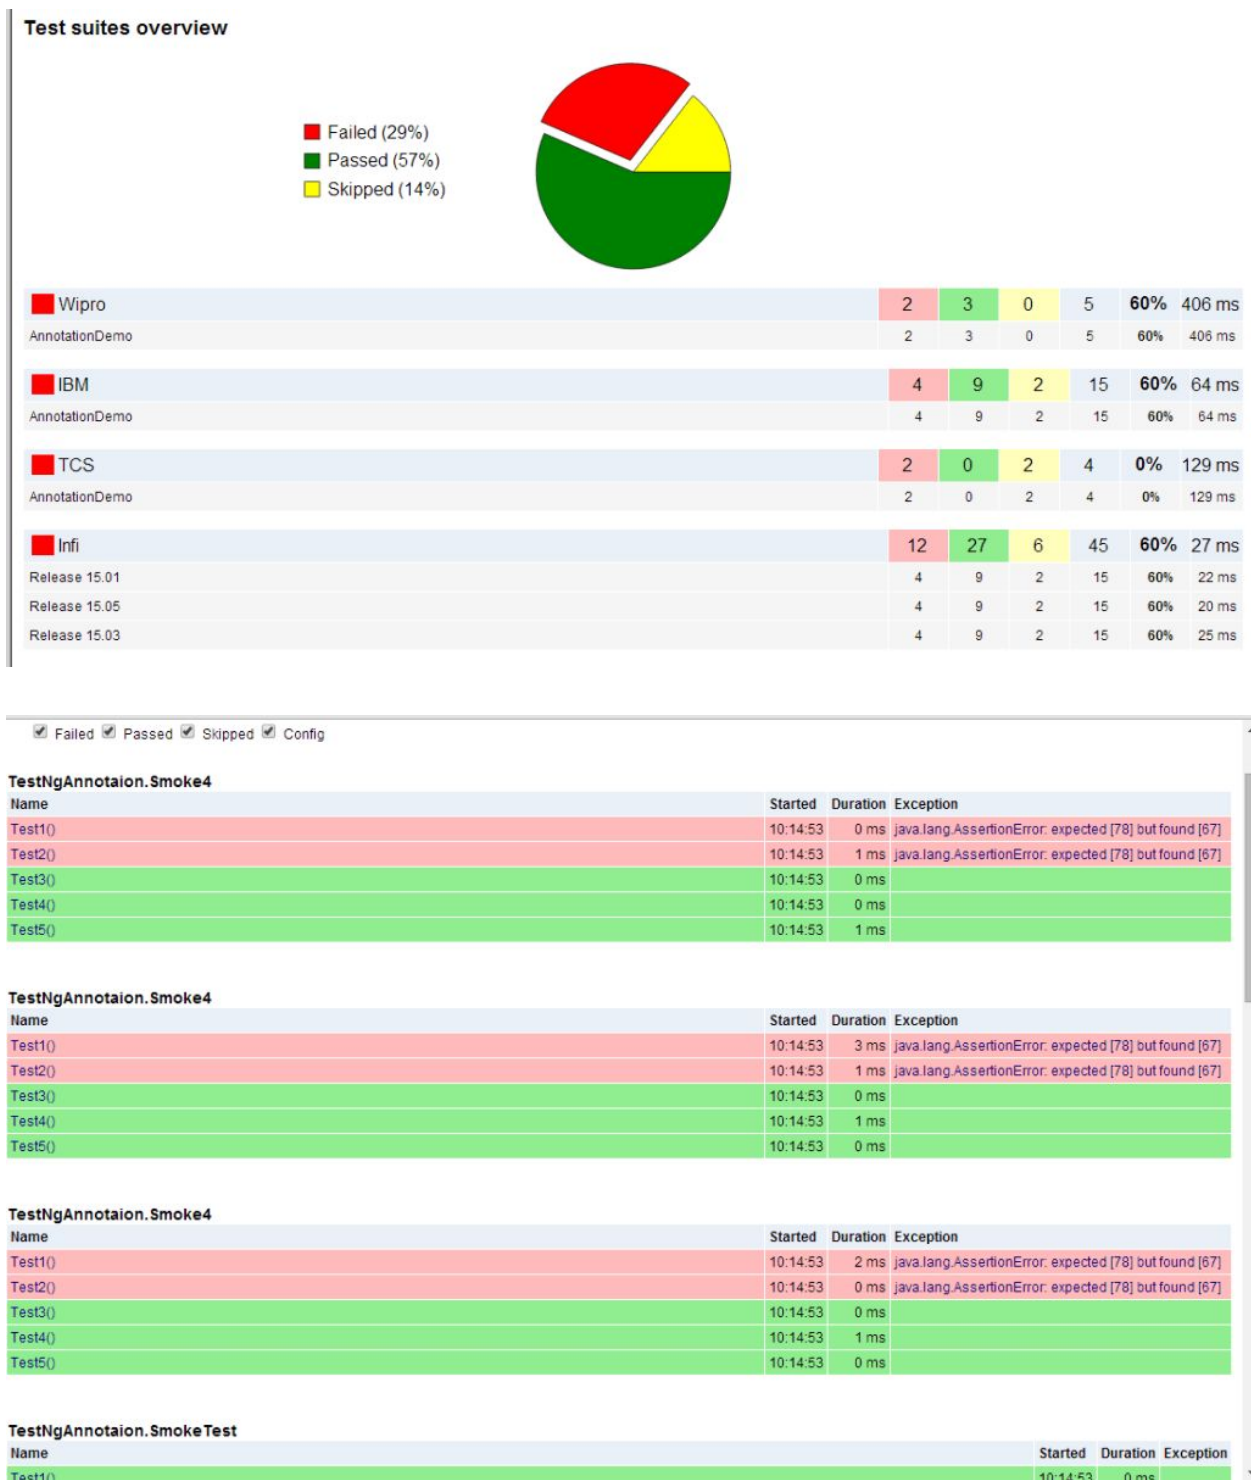 Test suites overview
Failed (29%)
Passed (57%)
Skipped (14%)
Wipro 2 3 0 5 60% 406 ms
AnnotationDemo 2 3 0 5 60% 406 ms
IBM 4 9 2 15 60% 64 ms
AnnotationDemo 4 9 2 15 60% 64 ms
TCS 2 0 2 4 0% 129 ms
AnnotationDemo 2 0 2 4 0% 129 ms
Infi 12 27 6 45 60% 27 ms
Release 15.01 4 9 2 15 60% 22 ms
Release 15.05 4 9 2 15 60% 20 ms
Release 15.03 4 9 2 15 60% 25 ms
Failed Passed Skipped Config
TestNgAnnotaion.Smoke4
Name Started Duration Exception
Test1() 10:14:53 0 ms java.lang.AssertionError: expected [78] but found [67]
Test2() 10:14:53 1 ms java.lang.AssertionError: expected [78] but found [67]
Test3() 10:14:53 0 ms
Test4() 10:14:53 0 ms
Test5() 10:14:53 1 ms
TestNgAnnotaion.Smoke4
Name Started Duration Exception
Test1() 10:14:53 3 ms java.lang.AssertionError: expected [78] but found [67]
Test2() 10:14:53 1 ms java.lang.AssertionError: expected [78] but found [67]
Test3() 10:14:53 0 ms
Test4() 10:14:53 1 ms
Test5() 10:14:53 0 ms
TestNgAnnotaion.Smoke4
Name Started Duration Exception
Test1() 10:14:53 2 ms java.lang.AssertionError: expected [78] but found [67]
Test2() 10:14:53 0 ms java.lang.AssertionError: expected [78] but found [67]
Test3() 10:14:53 0 ms
Test4() 10:14:53 1 ms
Test5() 10:14:53 0 ms
TestNgAnnotaion.SmokeTest
Name Started Duration Exception
Test1() 10:14:53 0 ms